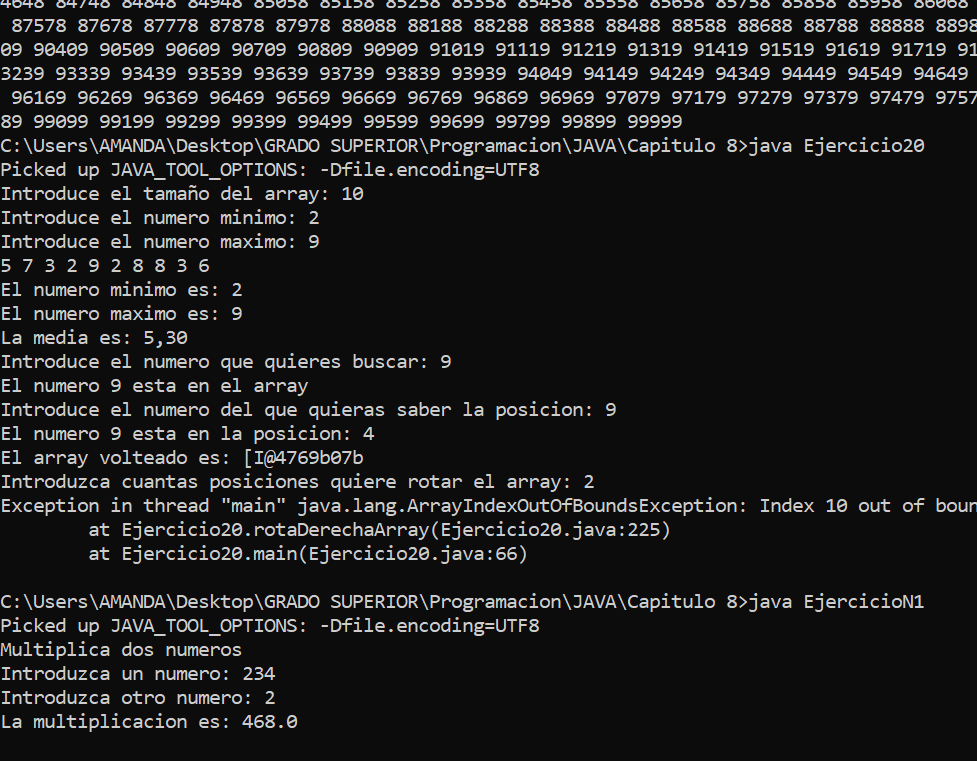 87578 87678 87778 87878 87978 88088 88188 88288 88388 88488 88588 88688 88788 88888 8898
09 90409 90509 90609 90709 90809 90909 91019 91119 91219 91319 91419 91519 91619 91719 91
3239 93339 93439 93539 93639 93739 93839 93939 94049 94149 94249 94349 94449 94549 94649
96169 96269 96369 96469 96569 96669 96769 96869 96969 97079 97179 97279 97379 97479 9757
89 99099 99199 99299 99399 99499 99599 99699 99799 99899 99999
C:\Users\AMANDA\Desktop\GRADO SUPERIOR\Programacion\JAVA\Capitulo 8>java Ejercicio20
Picked up JAVA_TOOL_OPTIONS: -Dfile.encoding=UTF8
Introduce el tamaño del array: 10
Introduce el numero minimo: 2
Introduce el numero maximo: 9
5 7 3 2 9 2 8 8 3 6
El numero minimo es: 2
El numero maximo es: 9
La media es: 5,30
Introduce el numero que quieres buscar: 9
El numero 9 esta en el array
Introduce el numero del que quieras saber la posicion: 9
El numero 9 esta en la posicion: 4
El array volteado es: [I@4769b07b
Introduzca cuantas posiciones quiere rotar el array: 2
Exception in thread "main" java.lang.ArrayIndexOutOfBoundsException: Index 10 out of boun
at Ejercicio20.rotaDerechaArray(Ejercicio20.java:225)
at Ejercicio20.main(Ejercicio20.java:66)
C:\Users\AMANDA\Desktop\GRADO SUPERIOR\Programacion\JAVA\Capitulo 8>java EjercicioN1
Picked up JAVA_TOOL_OPTIONS: -Dfile.encoding=UTF8
Multiplica dos numeros
Introduzca un numero: 234
Introduzca otro numero: 2
La multiplicacion es: 468.0